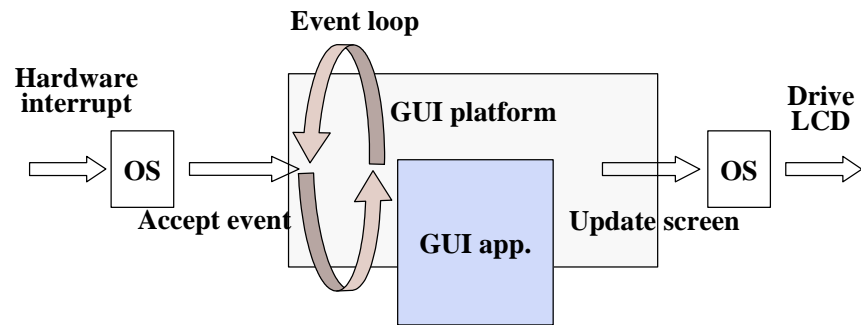 Event loop
Hardware
interrupt
GUI platform
Drive
LCD
OS
OS
Accept event
Update screen
GUI app.